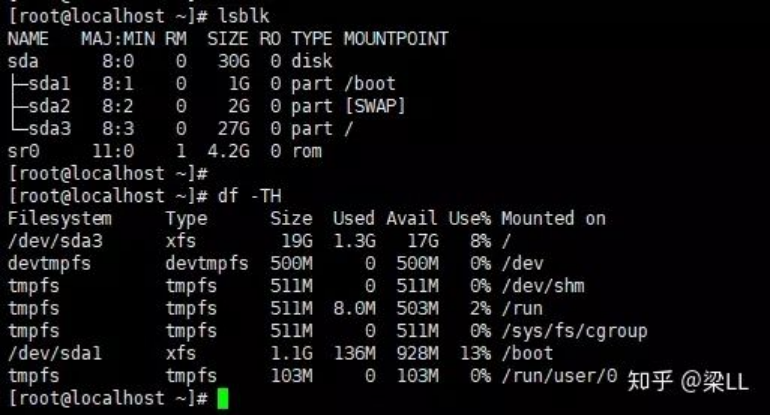 [root@localhost ~]# lsblk
NAME   MAJ:MIN RM  SIZE RO TYPE MOUNTPOINT
sda      8:0    0   30G  0 disk
├─sda1   8:1    0    1G  0 part /boot
├─sda2   8:2    0    2G  0 part [SWAP]
└─sda3   8:3    0   27G  0 part /
sr0     11:0    1  4.2G  0 rom
[root@localhost ~]#
[root@localhost ~]# df -TH
Filesystem     Type      Size  Used Avail Use% Mounted on
/dev/sda3      xfs        19G  1.3G   17G   8% /
devtmpfs       devtmpfs  500M     0  500M   0% /dev
tmpfs          tmpfs     511M     0  511M   0% /dev/shm
tmpfs          tmpfs     511M  8.0M  503M   2% /run
tmpfs          tmpfs     511M     0  511M   0% /sys/fs/cgroup
/dev/sda1      xfs       1.1G  136M  928M  13% /boot
tmpfs          tmpfs     103M     0  103M   0% /run/user/0
[root@localhost ~]#
知乎 @梁LL